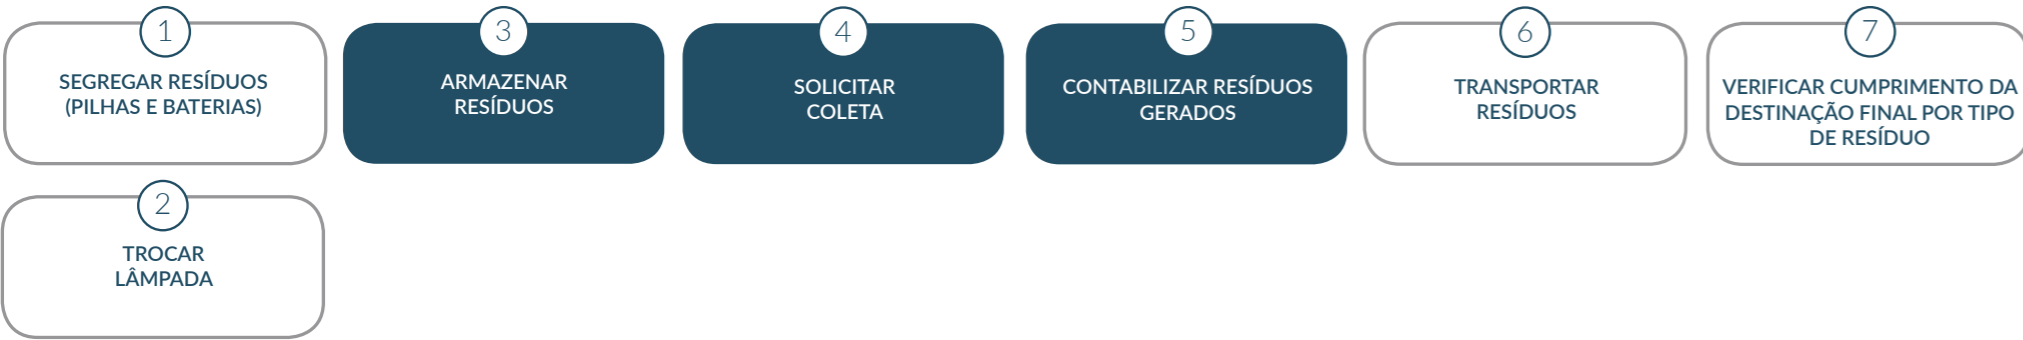 1
SEGREGAR RESÍDUOS
(PILHAS E BATERIAS)
3
ARMAZENAR
RESÍDUOS
4
SOLICITAR
COLETA
5
CONTABILIZAR RESÍDUOS
GERADOS
6
TRANSPORTAR
RESÍDUOS
7
VERIFICAR CUMPRIMENTO DA
DESTINAÇÃO FINAL POR TIPO
DE RESÍDUO
2
TROCAR
LÂMPADA